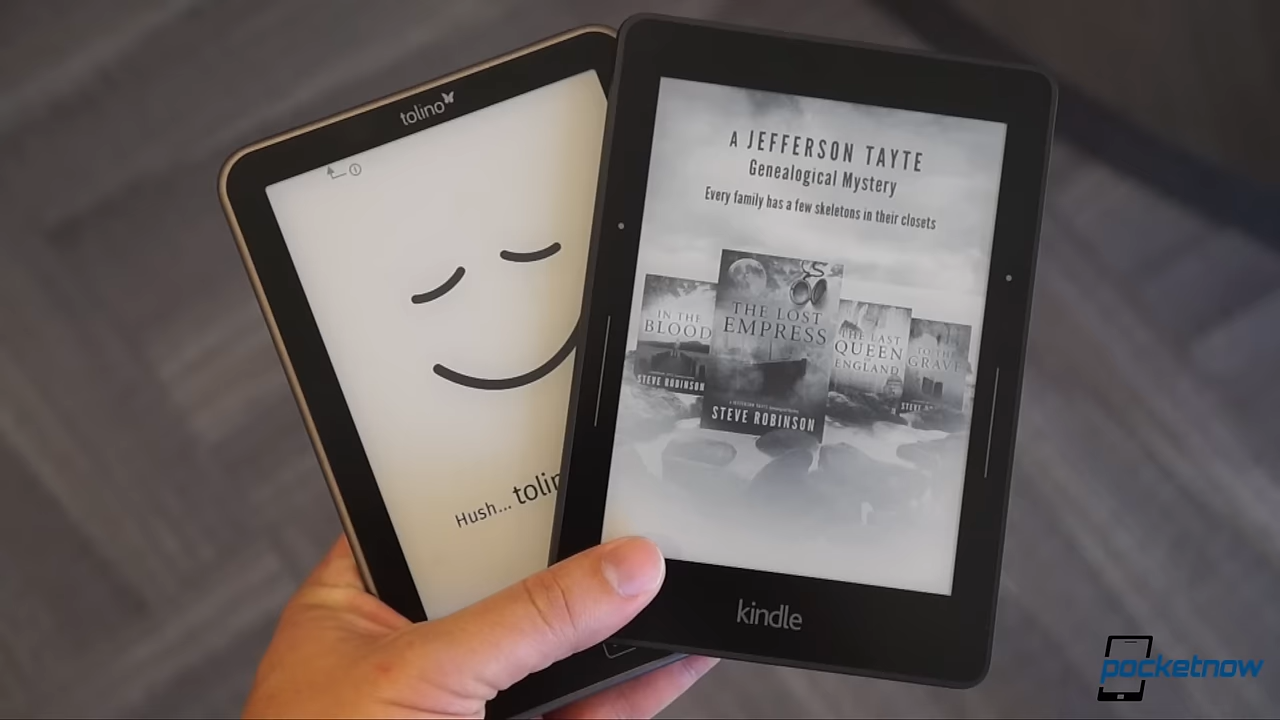 tolino
Hush... tolin
A JEFFERSON TAYTE
Genealogical Mystery
Every family has a few skeletons in their closets
IN THE
BLOOD
STEVE ROBINSON
THE LOST
EMPRESS
STEVE ROBINSON
THE LAST
QUEEN
OF
ENGLAND
TO THE
GRAVE
kindle
pocketnow